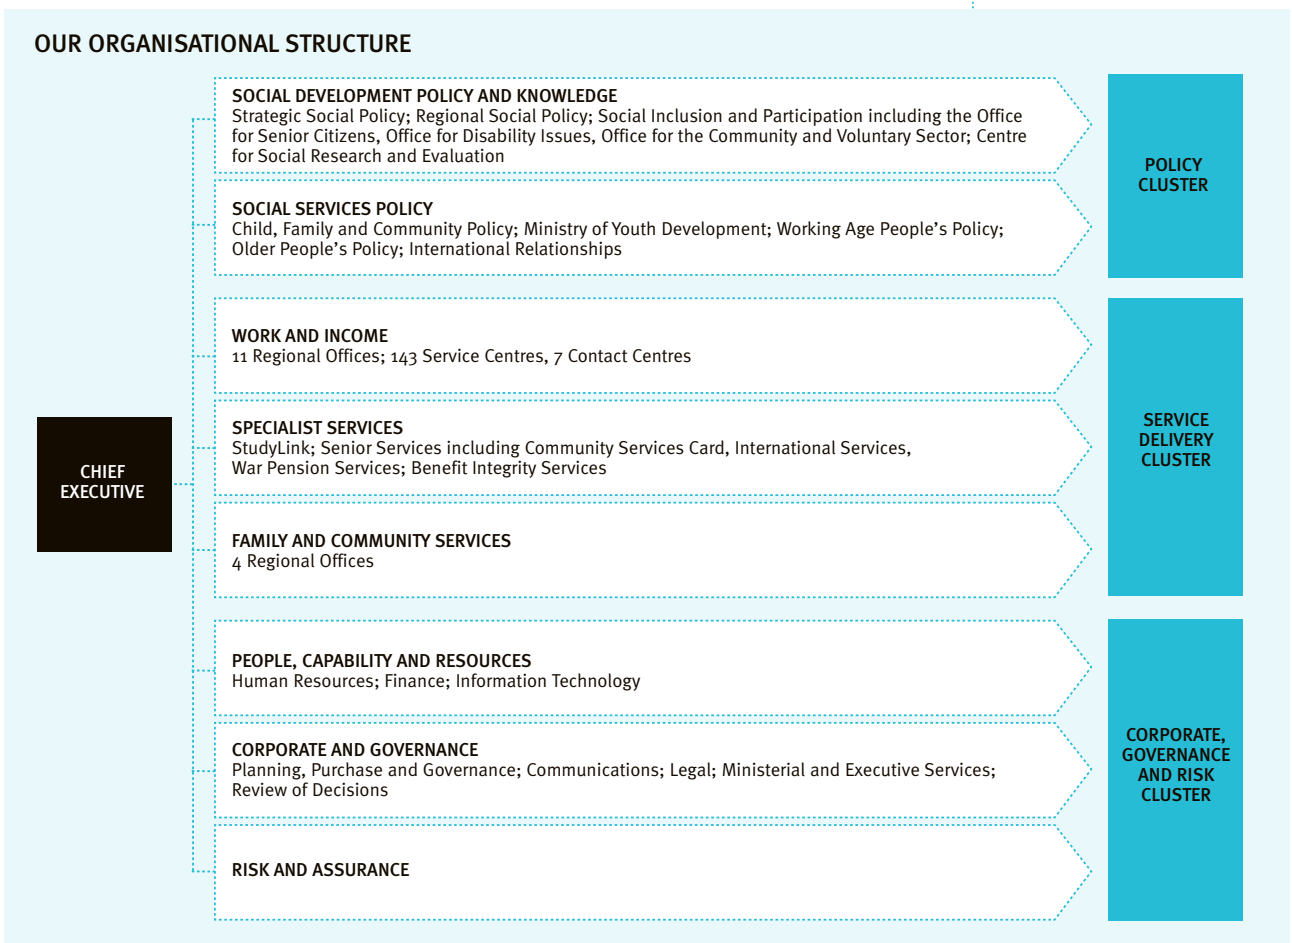 OUR ORGANISATIONAL STRUCTURE
SOCIAL DEVELOPMENT POLICY AND KNOWLEDGE
Strategic Social Policy; Regional Social Policy; Social Inclusion and Participation including the Office
for Senior Citizens, Office for Disability Issues, Office for the Community and Voluntary Sector; Centre
for Social Research and Evaluation
SOCIAL SERVICES POLICY
Child, Family and Community Policy; Ministry of Youth Development; Working Age People's Policy;
Older People's Policy; International Relationships
POLICY
CLUSTER
WORK AND INCOME
11 Regional Offices; 143 Service Centres, 7 Contact Centres
SPECIALIST SERVICES
StudyLink; Senior Services including Community Services Card, International Services,
War Pension Services; Benefit Integrity Services
FAMILY AND COMMUNITY SERVICES
4 Regional Offices
SERVICE
DELIVERY
CLUSTER
CHIEF
EXECUTIVE
PEOPLE, CAPABILITY AND RESOURCES
Human Resources; Finance; Information Technology
CORPORATE AND GOVERNANCE
Planning, Purchase and Governance; Communications; Legal; Ministerial and Executive Services;
Review of Decisions
RISK AND ASSURANCE
CORPORATE,
GOVERNANCE
AND RISK
CLUSTER